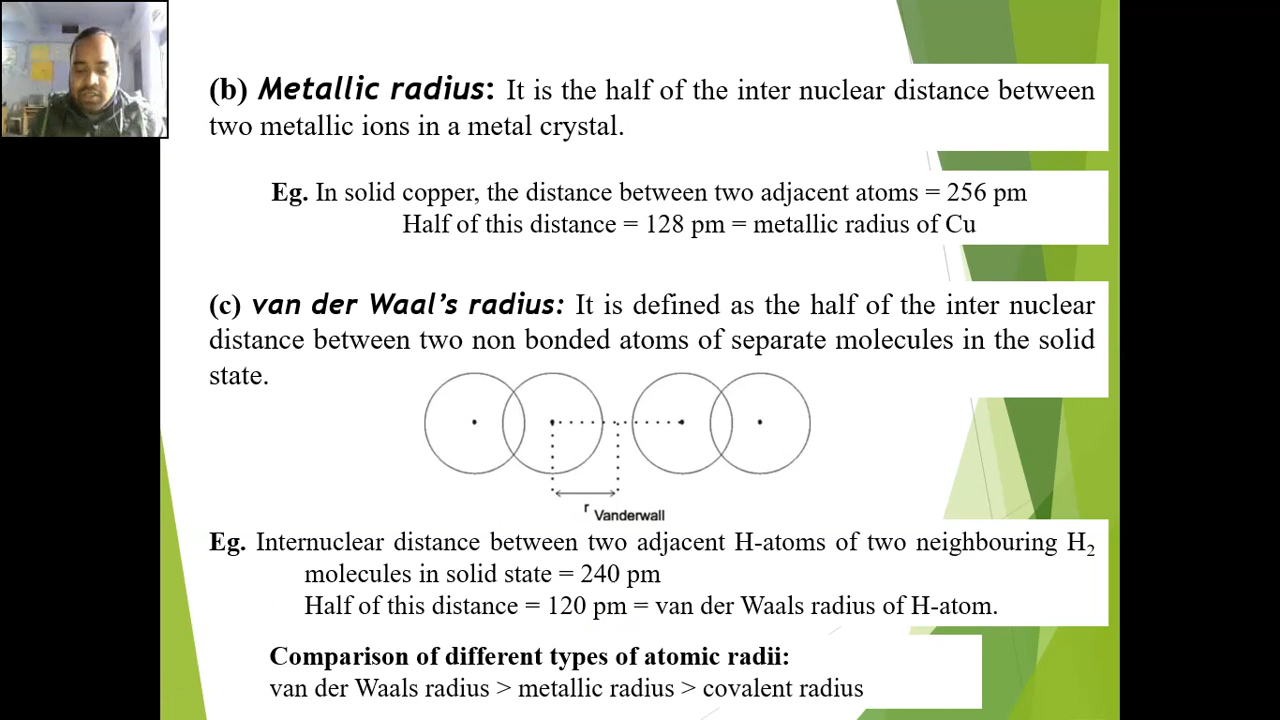 (b) Metallic radius: It is the half of the inter nuclear distance between
two metallic ions in a metal crystal.
Eg. In solid copper, the distance between two adjacent atoms = 256 pm
Half of this distance = 128 pm = metallic radius of Cu
(c) van der Waal’s radius: It is defined as the half of the inter nuclear
distance between two non bonded atoms of separate molecules in the solid
state.
r Vanderwall
Eg. Internuclear distance between two adjacent H-atoms of two neighbouring H₂
molecules in solid state = 240 pm
Half of this distance = 120 pm = van der Waals radius of H-atom.
Comparison of different types of atomic radii:
van der Waals radius > metallic radius > covalent radius